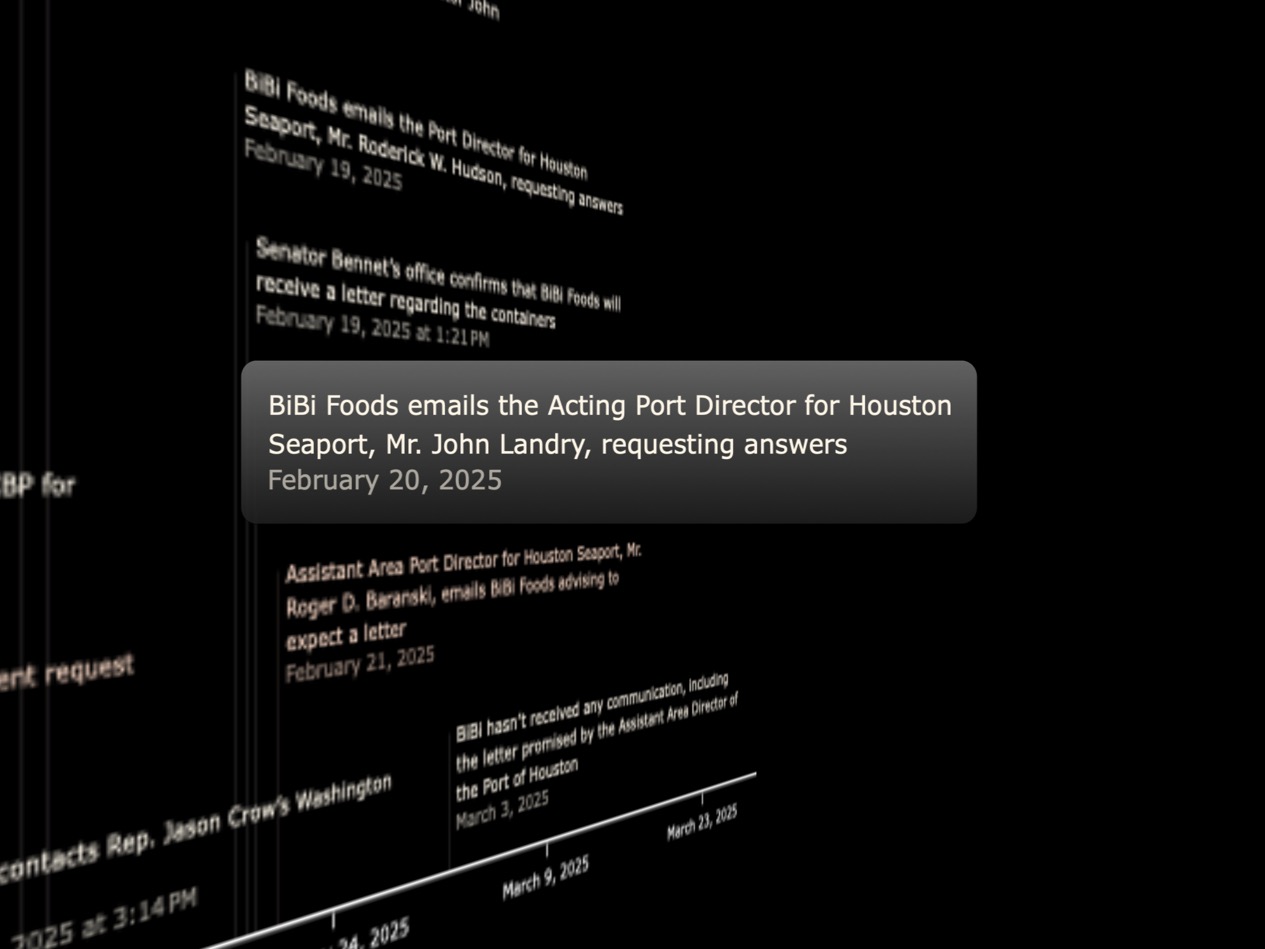 John
BiBi Foods emails the Port Director for Houston
Seaport, Mr. Roderick W. Hudson, requesting answers
February 19, 2025
Senator Bennet's office confirms that BiBi Foods will
receive a letter regarding the containers
February 19, 2025 at 1:21 PM
BiBi Foods emails the Acting Port Director for Houston
Seaport, Mr. John Landry, requesting answers
February 20, 2025
BP for
Assistant Area Port Director for Houston Seaport, Mr.
Roger D. Baranski, emails BiBi Foods advising to
expect a letter
February 21, 2025
ent request
BiBi hasn't received any communication, including
the letter promised by the Assistant Area Director of
the Port of Houston
March 3, 2025
contacts Rep. Jason Crow's Washington
2025 at 3:14 PM
24, 2025
March 9, 2025
March 23, 2025